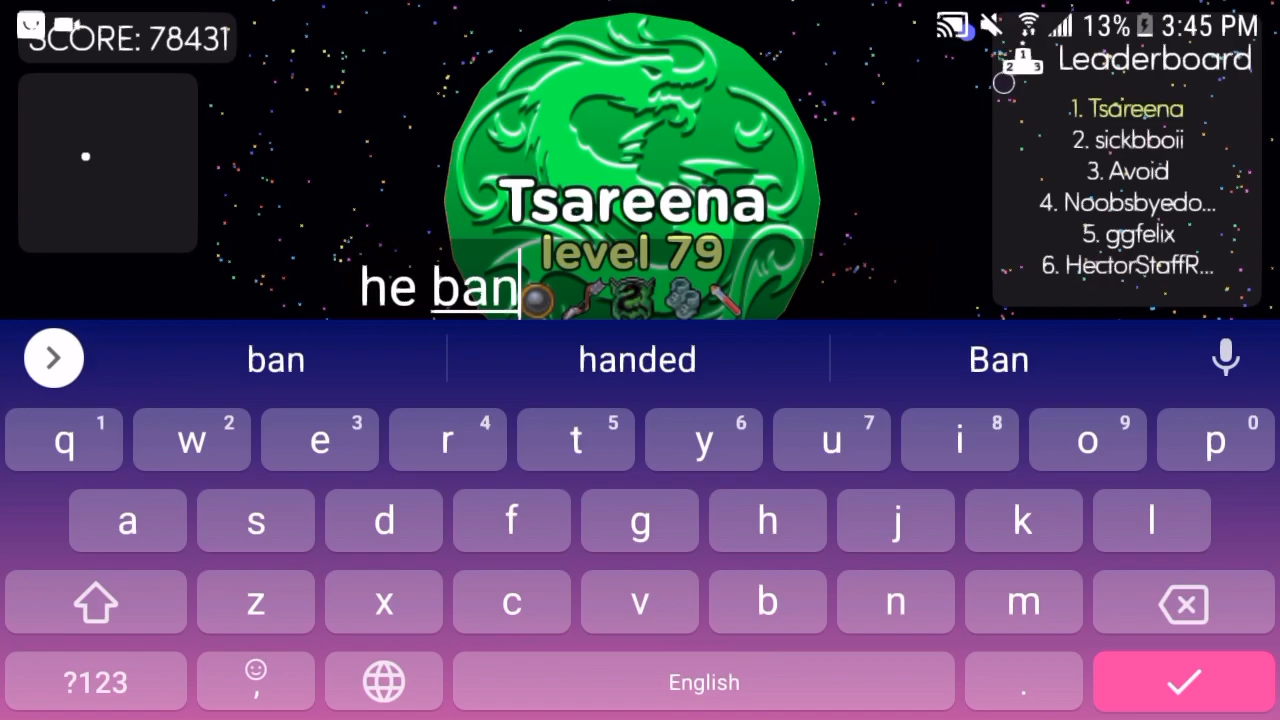 SCORE: 78431
13% 3:45 PM
Leaderboard
1. Tsareena
2. sickbboii
3. Avoid
4. Noobsbyedo...
5. ggfelix
6. HectorStaffR...
Tsareena
level 79
he ban
ban handed Ban
q 1 w 2 e 3 r 4 t 5 y 6 u 7 i 8 o 9 p 0
a s d f g h j k l
z x c v b n m
?123 , English .